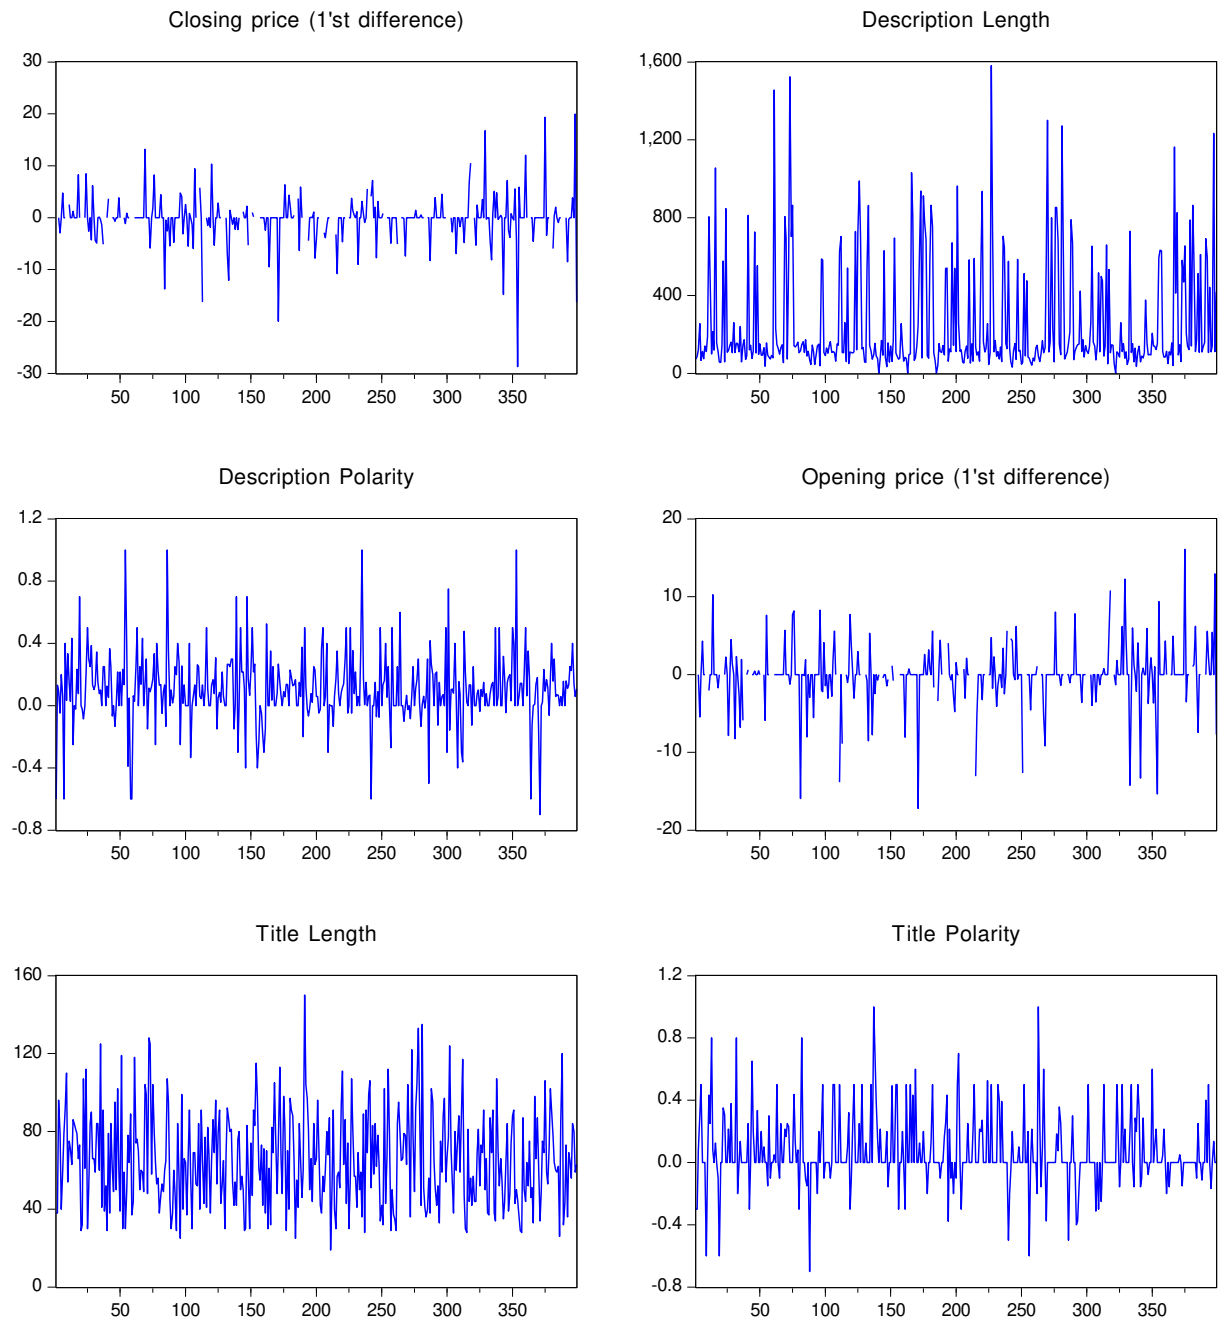 Closing price (1'st difference)
30
20
10
0
-10
-20
-30
50 100 150 200 250 300 350
Description Length
1,600
1,200
800
400
0
50 100 150 200 250 300 350
Description Polarity
1.2
0.8
0.4
0.0
-0.4
-0.8
50 100 150 200 250 300 350
Opening price (1'st difference)
20
10
0
-10
-20
50 100 150 200 250 300 350
Title Length
160
120
80
40
0
50 100 150 200 250 300 350
Title Polarity
1.2
0.8
0.4
0.0
-0.4
-0.8
50 100 150 200 250 300 350